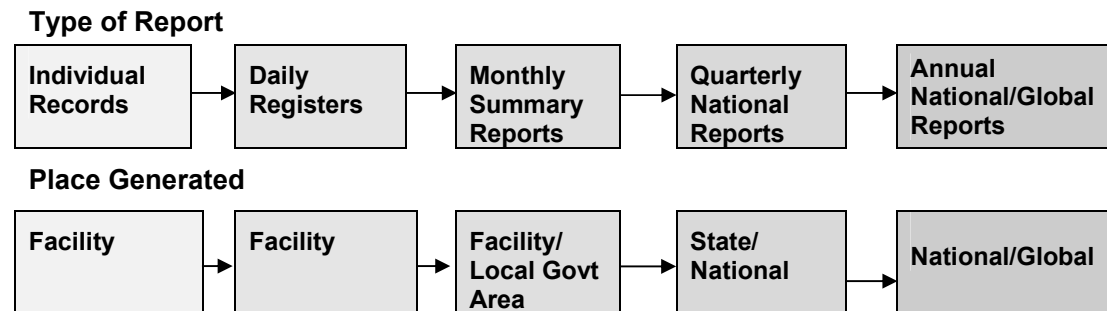 Type of Report
Individual
Records
Daily
Registers
Monthly
Summary
Reports
Quarterly
National
Reports
Annual
National/Global
Reports
Place Generated
Facility
Facility
Facility/
Local Govt
Area
State/
National
National/Global